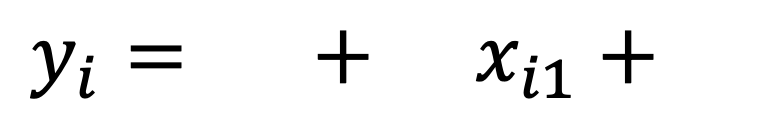 yᵢ = + xᵢ₁ +